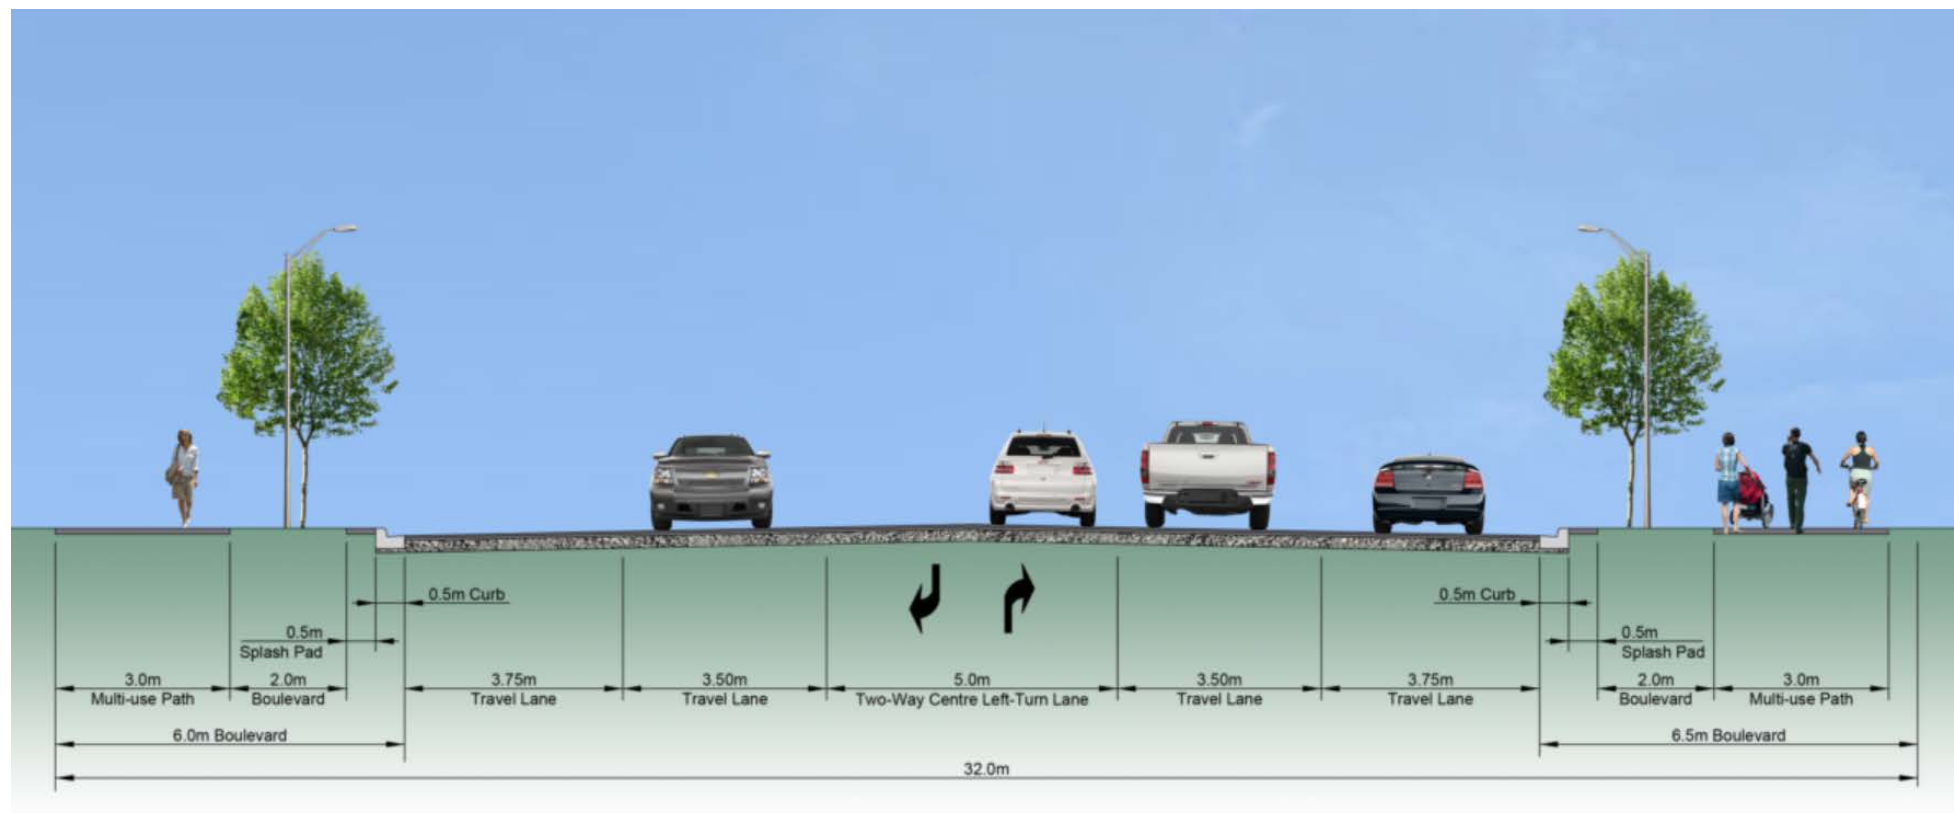 0.5m Curb
0.5m Curb
0.5m
Splash Pad
0.5m
Splash Pad
3.0m
Multi-use Path
2.0m
Boulevard
3.75m
Travel Lane
3.50m
Travel Lane
5.0m
Two-Way Centre Left-Turn Lane
3.50m
Travel Lane
3.75m
Travel Lane
2.0m
Boulevard
3.0m
Multi-use Path
6.0m Boulevard
6.5m Boulevard
32.0m